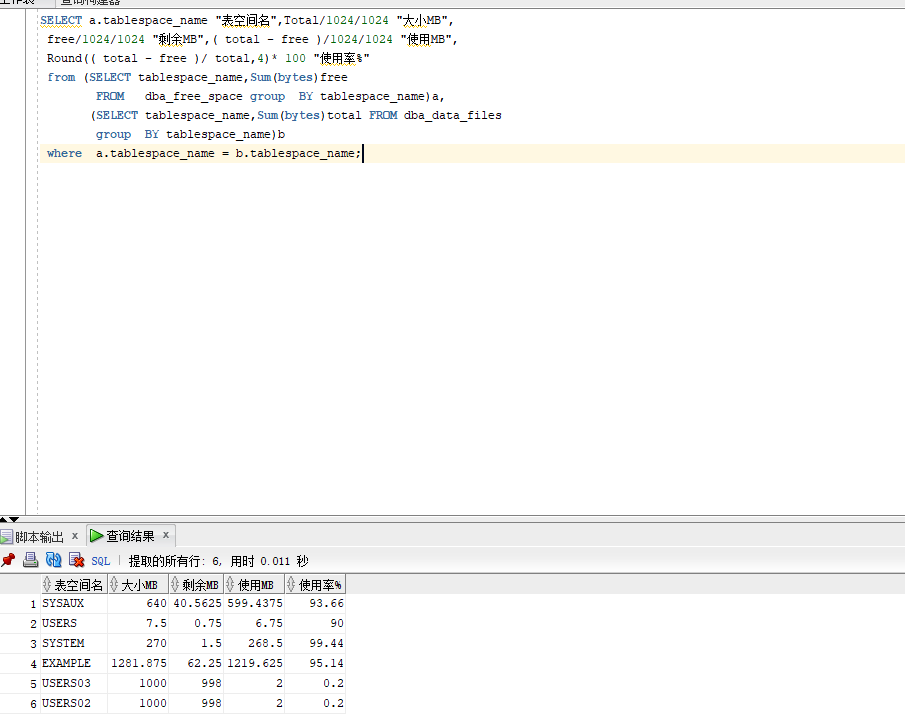 查询构建器
SELECT a.tablespace_name "表空间名",Total/1024/1024 "大小MB",
free/1024/1024 "剩余MB",( total - free )/1024/1024 "使用MB",
Round(( total - free )/ total,4)* 100 "使用率%"
from (SELECT tablespace_name,Sum(bytes)free
FROM   dba_free_space group  BY tablespace_name)a,
(SELECT tablespace_name,Sum(bytes)total FROM dba_data_files
group  BY tablespace_name)b
where  a.tablespace_name = b.tablespace_name;
脚本输出 x 查询结果 x
SQL | 提取的所有行: 6, 用时 0.011 秒
表空间名 大小MB 剩余MB 使用MB 使用率%
1 SYSAUX 640 40.5625 599.4375 93.66
2 USERS 7.5 0.75 6.75 90
3 SYSTEM 270 1.5 268.5 99.44
4 EXAMPLE 1281.875 62.25 1219.625 95.14
5 USERS03 1000 998 2 0.2
6 USERS02 1000 998 2 0.2